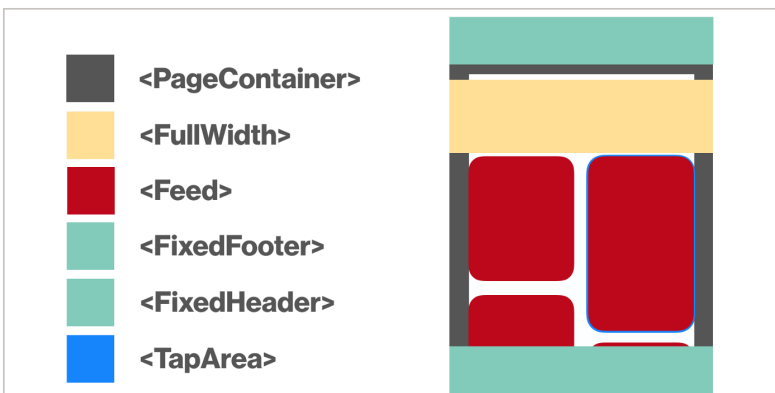 <PageContainer>
<FullWidth>
<Feed>
<FixedFooter>
<FixedHeader>
<TapArea>